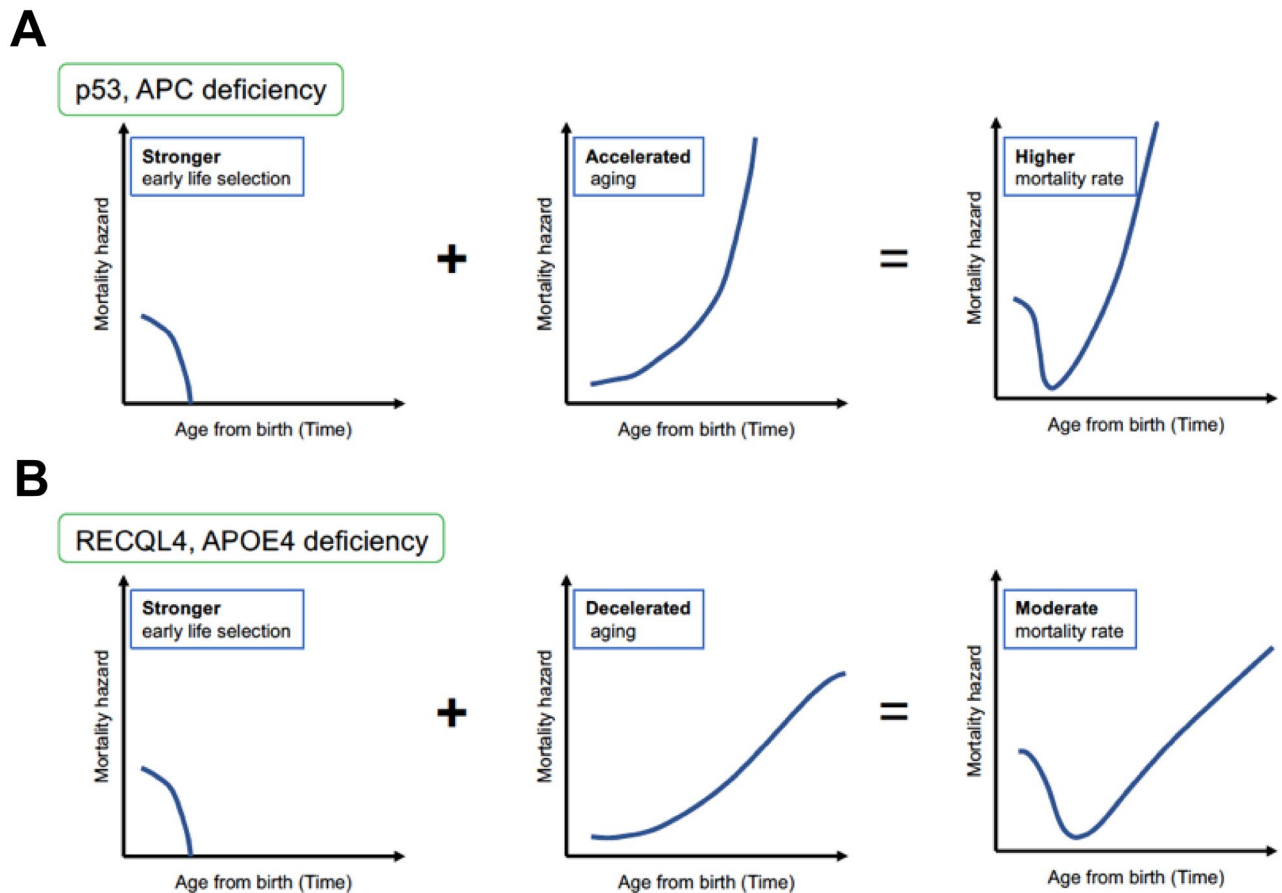 A
p53, APC deficiency
Stronger
early life selection
Mortality hazard
Age from birth (Time)
+
Accelerated
aging
Mortality hazard
Age from birth (Time)
=
Higher
mortality rate
Mortality hazard
Age from birth (Time)
B
RECQL4, APOE4 deficiency
Stronger
early life selection
Mortality hazard
Age from birth (Time)
+
Decelerated
aging
Mortality hazard
Age from birth (Time)
=
Moderate
mortality rate
Mortality hazard
Age from birth (Time)